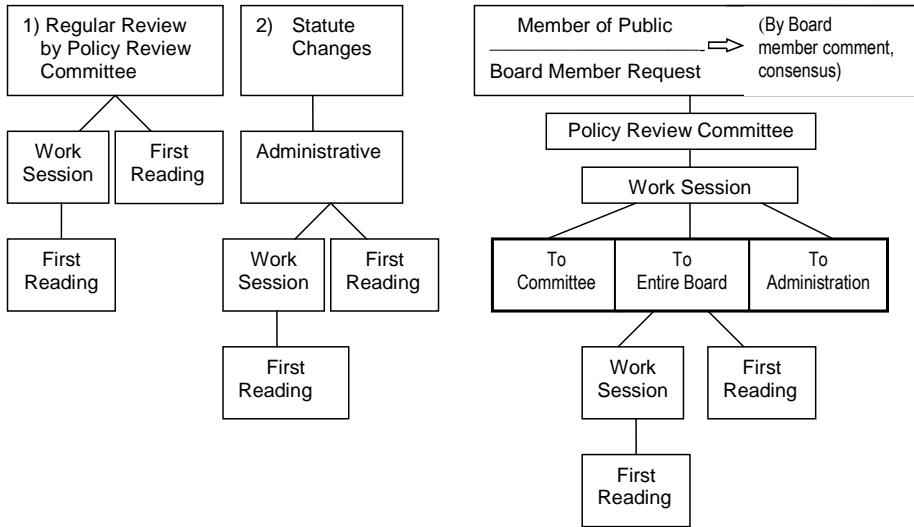 1) Regular Review
by Policy Review
Committee
2) Statute
Changes
Member of Public
Board Member Request
(By Board
member comment,
consensus)
Policy Review Committee
Work
Session
First
Reading
Administrative
Work Session
First
Reading
Work
Session
First
Reading
To
Committee
To
Entire Board
To
Administration
First
Reading
Work
Session
First
Reading
First
Reading